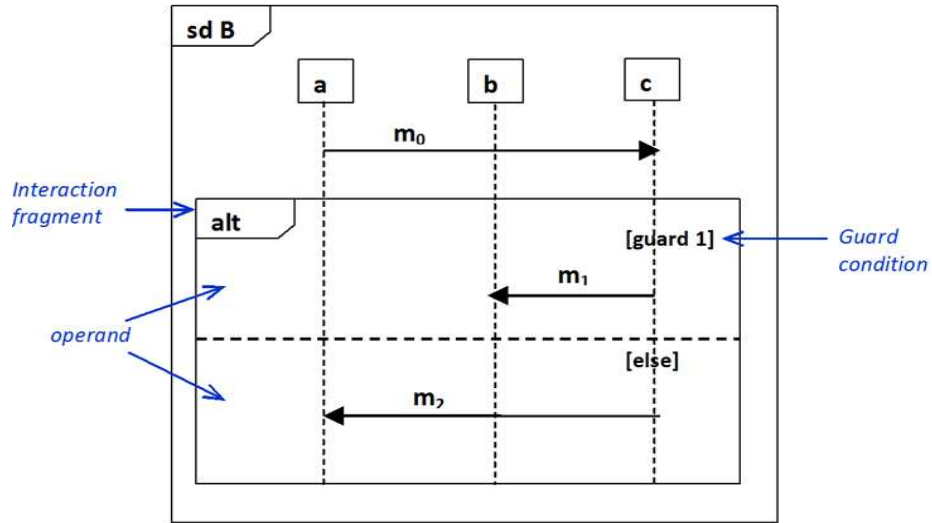 sd B
a
b
c
m₀
Interaction
fragment
alt
[guard 1]
Guard
condition
m₁
operand
[else]
m₂